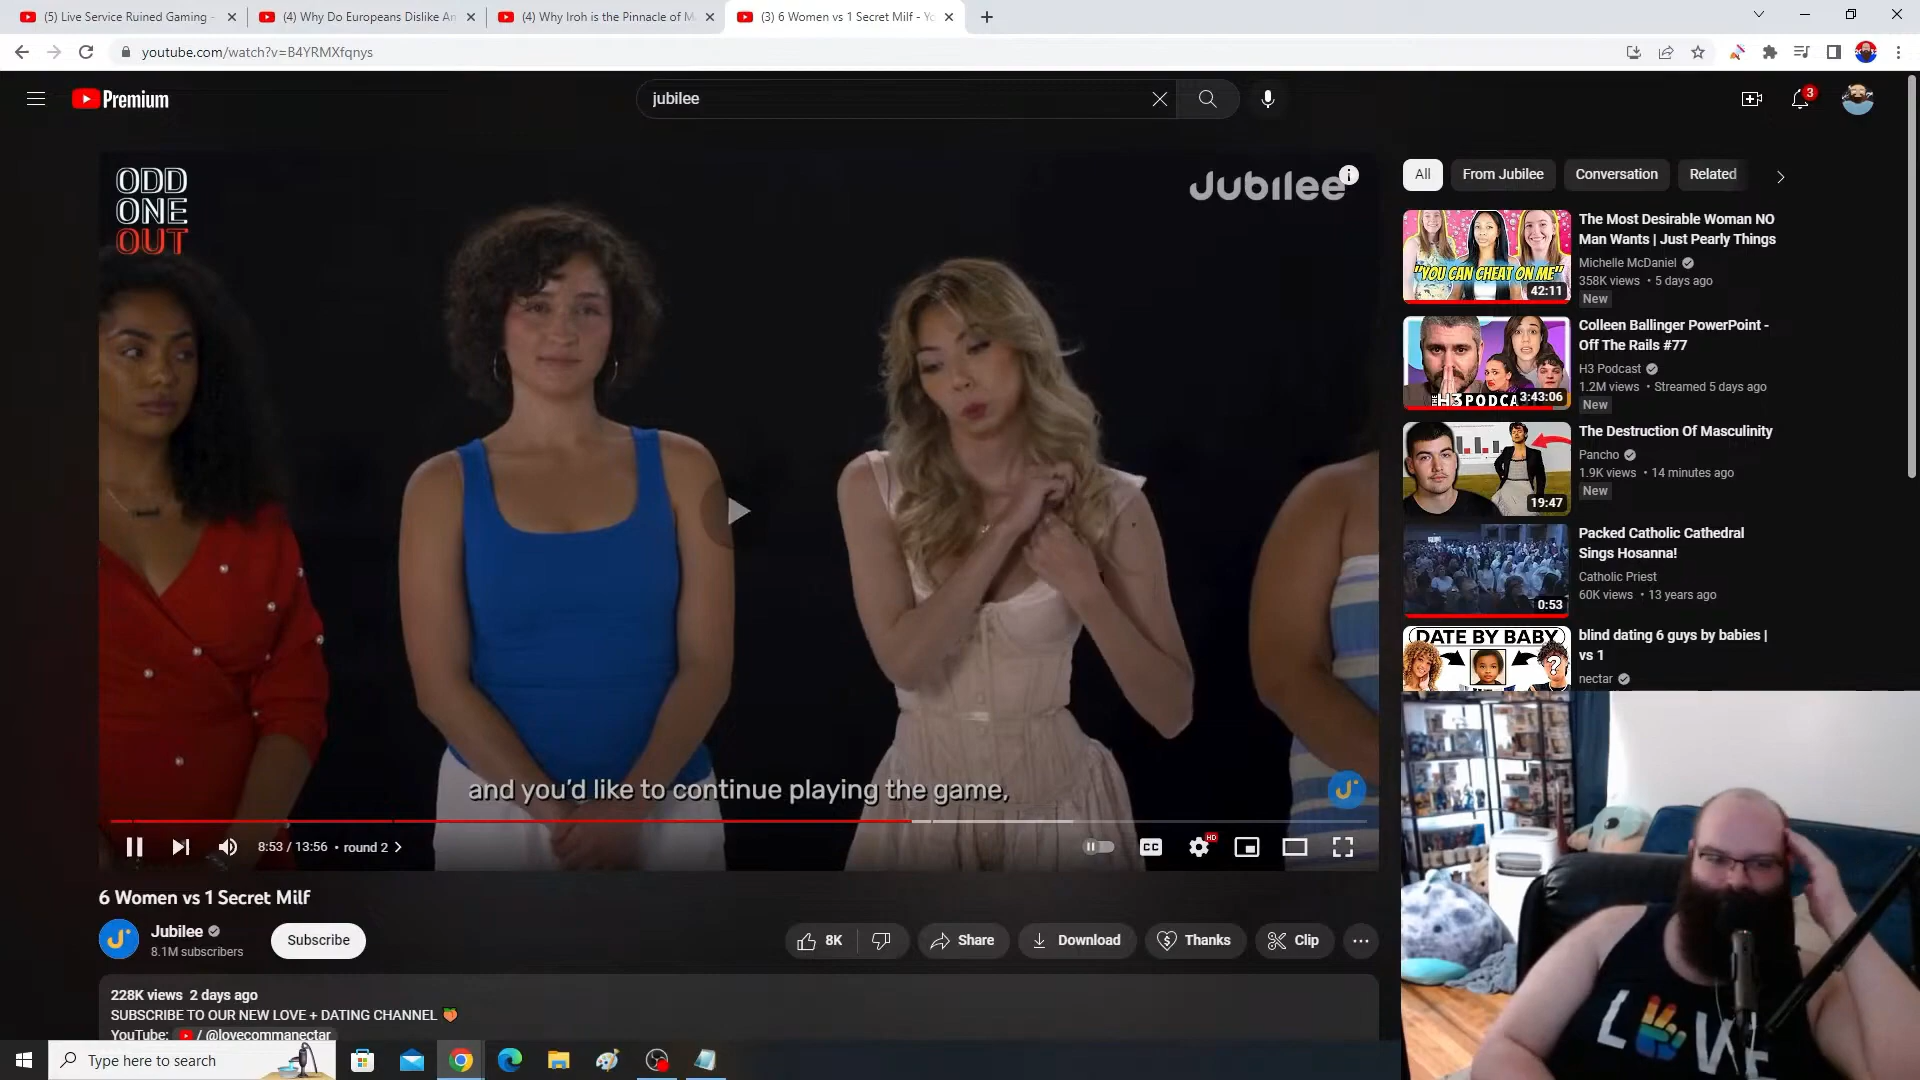 (5) Live Service Ruined Gaming -
(4) Why Do Europeans Dislike An
(4) Why Iroh is the Pinnacle of M
(3) 6 Women vs 1 Secret Milf - Yo
youtube.com/watch?v=B4YRMXfqnys
Premium
jubilee
3
ODD
ONE
OUT
Jubilee
and you'd like to continue playing the game,
8:53 / 13:56 • round 2
CC
HD
6 Women vs 1 Secret Milf
Jubilee
8.1M subscribers
Subscribe
8K
Share
Download
Thanks
Clip
228K views 2 days ago
SUBSCRIBE TO OUR NEW LOVE + DATING CHANNEL 🍑
YouTube: / @lovecommanectar
All
From Jubilee
Conversation
Related
"YOU CAN CHEAT ON ME"
42:11
The Most Desirable Woman NO
Man Wants | Just Pearly Things
Michelle McDaniel
358K views • 5 days ago
New
H3PODCA
3:43:06
Colleen Ballinger PowerPoint -
Off The Rails #77
H3 Podcast
1.2M views • Streamed 5 days ago
New
19:47
The Destruction Of Masculinity
Pancho
1.9K views • 14 minutes ago
New
0:53
Packed Catholic Cathedral
Sings Hosanna!
Catholic Priest
60K views • 13 years ago
DATE BY BABY
?
blind dating 6 guys by babies |
vs 1
nectar
Type here to search